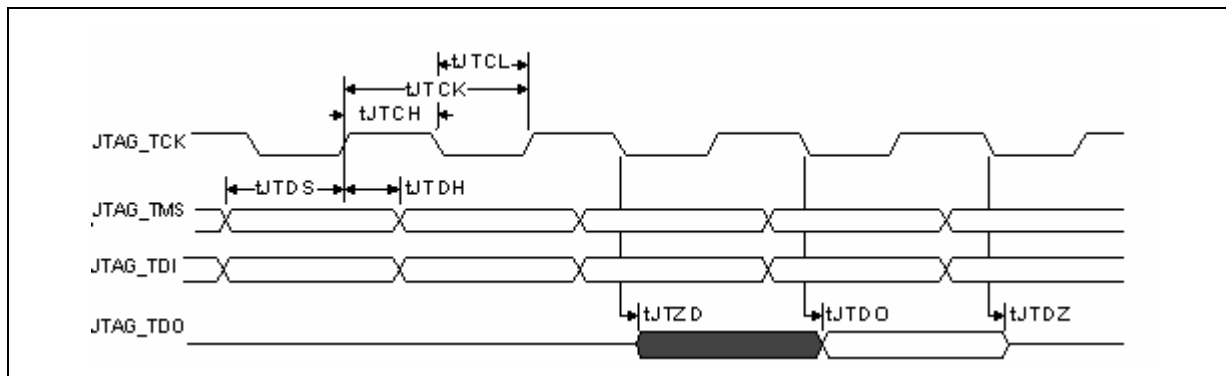 tJTCL
tJTCK
tJTCH
JTAG_TCK
tJTDS
tJTDH
JTAG_TMS
JTAG_TDI
tJTZD
tJTDO
tJTDZ
JTAG_TDO